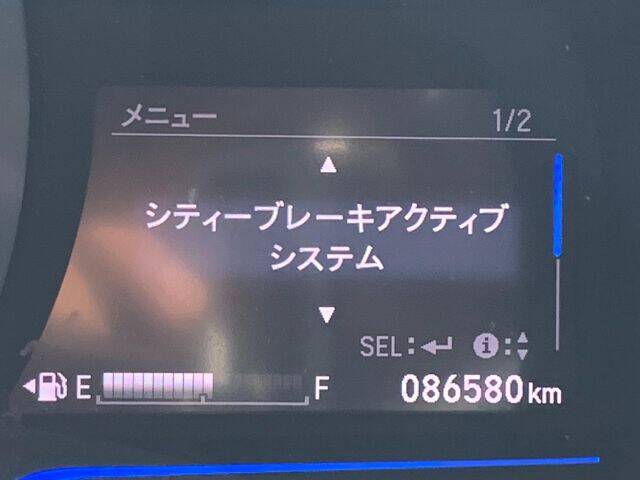 メニュー 1/2
シティーブレーキアクティブ
システム
SEL: i:
E F 086580km